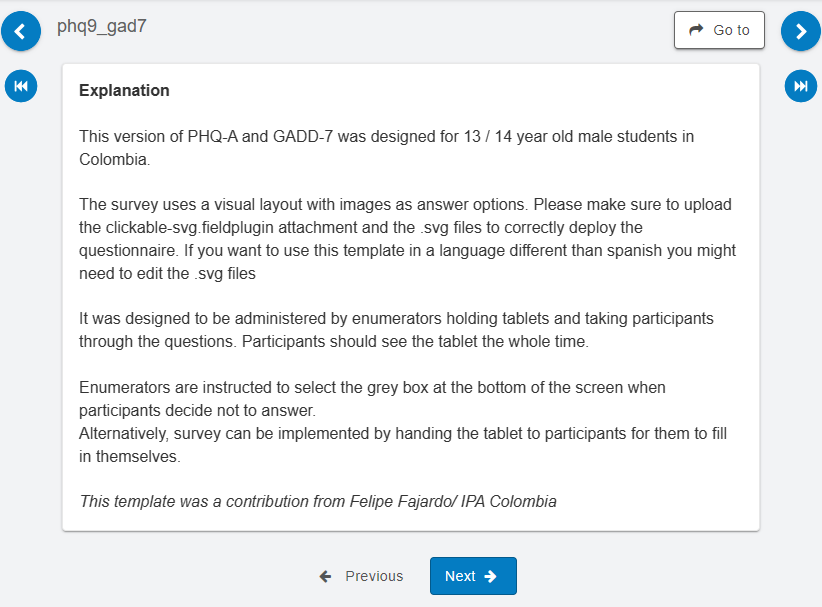 phq9_gad7
Go to
Explanation
This version of PHQ-A and GADD-7 was designed for 13 / 14 year old male students in
Colombia.
The survey uses a visual layout with images as answer options. Please make sure to upload
the clickable-svg.fieldplugin attachment and the .svg files to correctly deploy the
questionnaire. If you want to use this template in a language different than spanish you might
need to edit the .svg files
It was designed to be administered by enumerators holding tablets and taking participants
through the questions. Participants should see the tablet the whole time.
Enumerators are instructed to select the grey box at the bottom of the screen when
participants decide not to answer.
Alternatively, survey can be implemented by handing the tablet to participants for them to fill
in themselves.
This template was a contribution from Felipe Fajardo/ IPA Colombia
Previous
Next